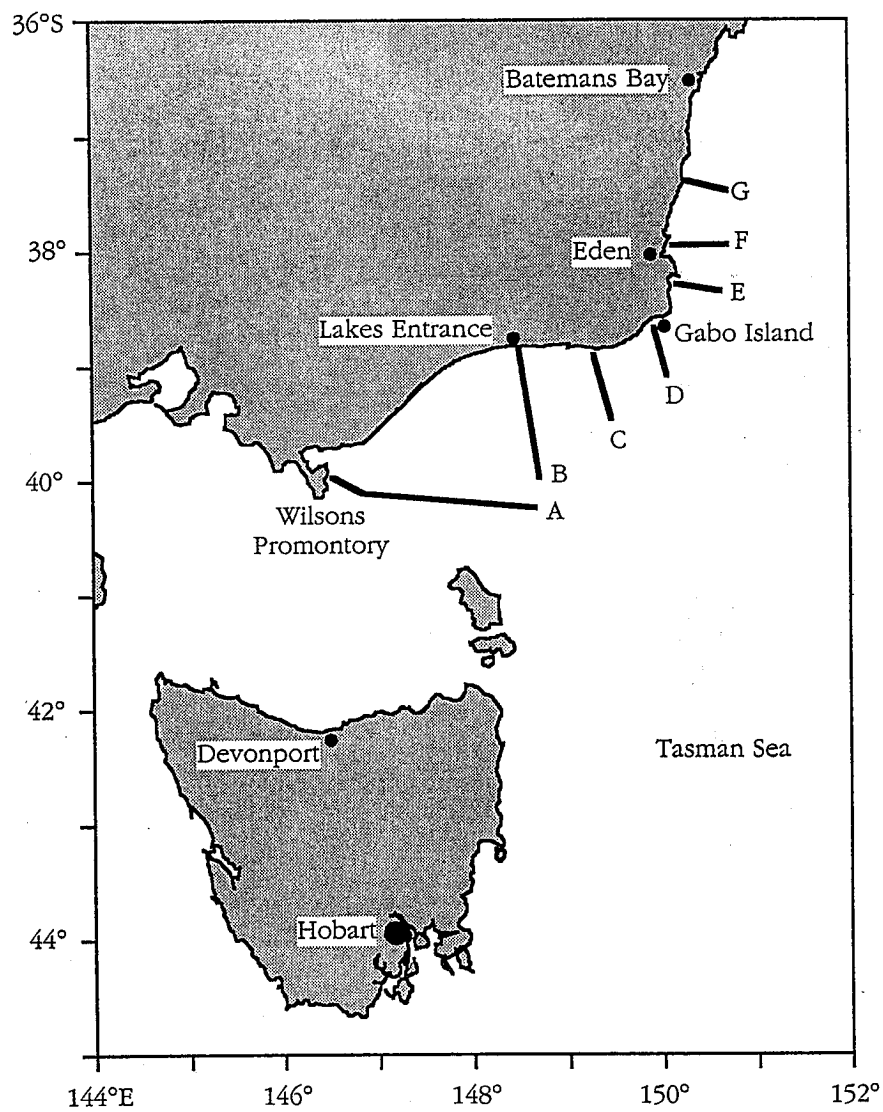 36°S
Batemans Bay
G
38°
Eden
F
E
Lakes Entrance
Gabo Island
D
C
40°
B
A
Wilsons
Promontory
42°
Devonport
Tasman Sea
Hobart
44°
144°E
146°
148°
150°
152°